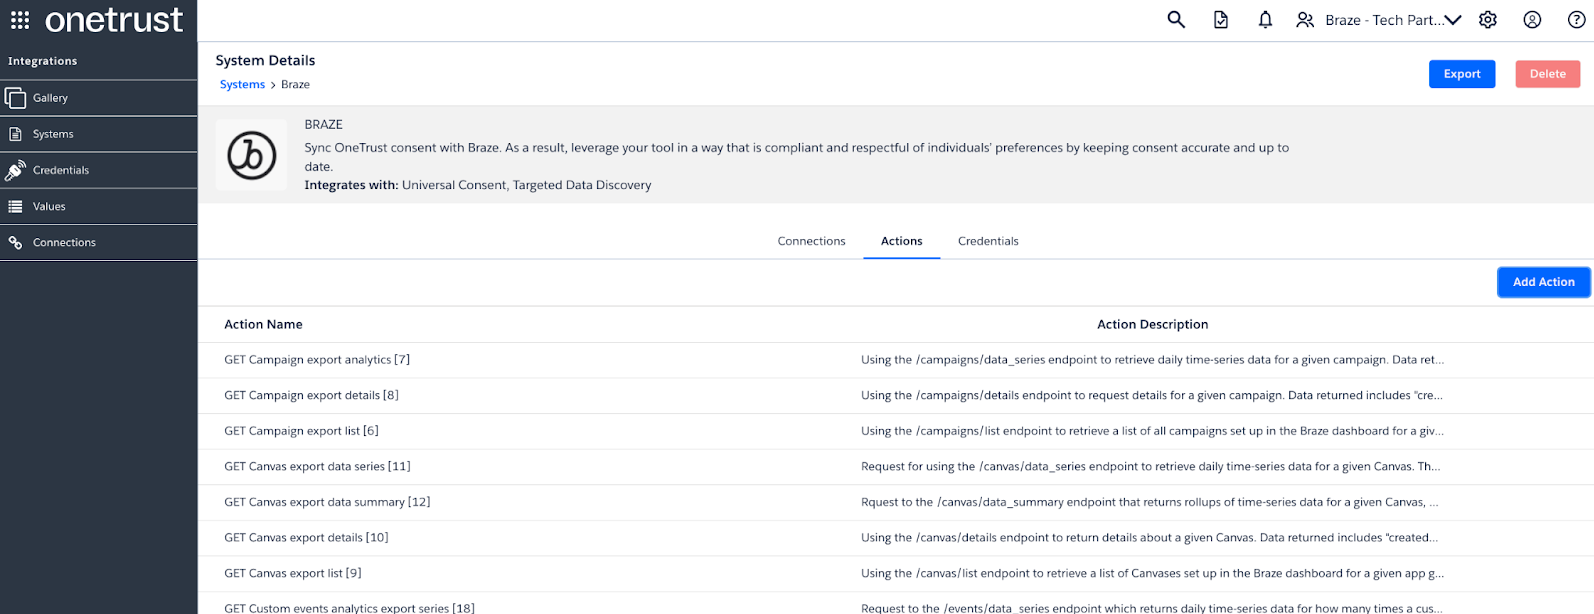 onetrust
Braze - Tech Part...
Integrations
Gallery
Systems
Credentials
Values
Connections
System Details
Systems > Braze
Export
Delete
b
BRAZE
Sync OneTrust consent with Braze. As a result, leverage your tool in a way that is compliant and respectful of individuals' preferences by keeping consent accurate and up to
date.
Integrates with: Universal Consent, Targeted Data Discovery
Connections Actions Credentials
Add Action
Action Name Action Description
GET Campaign export analytics [7] Using the /campaigns/data_series endpoint to retrieve daily time-series data for a given campaign. Data ret...
GET Campaign export details [8] Using the /campaigns/details endpoint to request details for a given campaign. Data returned includes "cre...
GET Campaign export list [6] Using the /campaigns/list endpoint to retrieve a list of all campaigns set up in the Braze dashboard for a giv...
GET Canvas export data series [11] Request for using the /canvas/data_series endpoint to retrieve daily time-series data for a given Canvas. Th...
GET Canvas export data summary [12] Rquest to the /canvas/data_summary endpoint that returns rollups of time-series data for a given Canvas, ...
GET Canvas export details [10] Using the /canvas/details endpoint to return details about a given Canvas. Data returned includes "created...
GET Canvas export list [9] Using the /canvas/list endpoint to retrieve a list of Canvases set up in the Braze dashboard for a given app g...
GET Custom events analytics export series [18] Request to the /events/data_series endpoint which returns daily time-series data for how many times a cus...